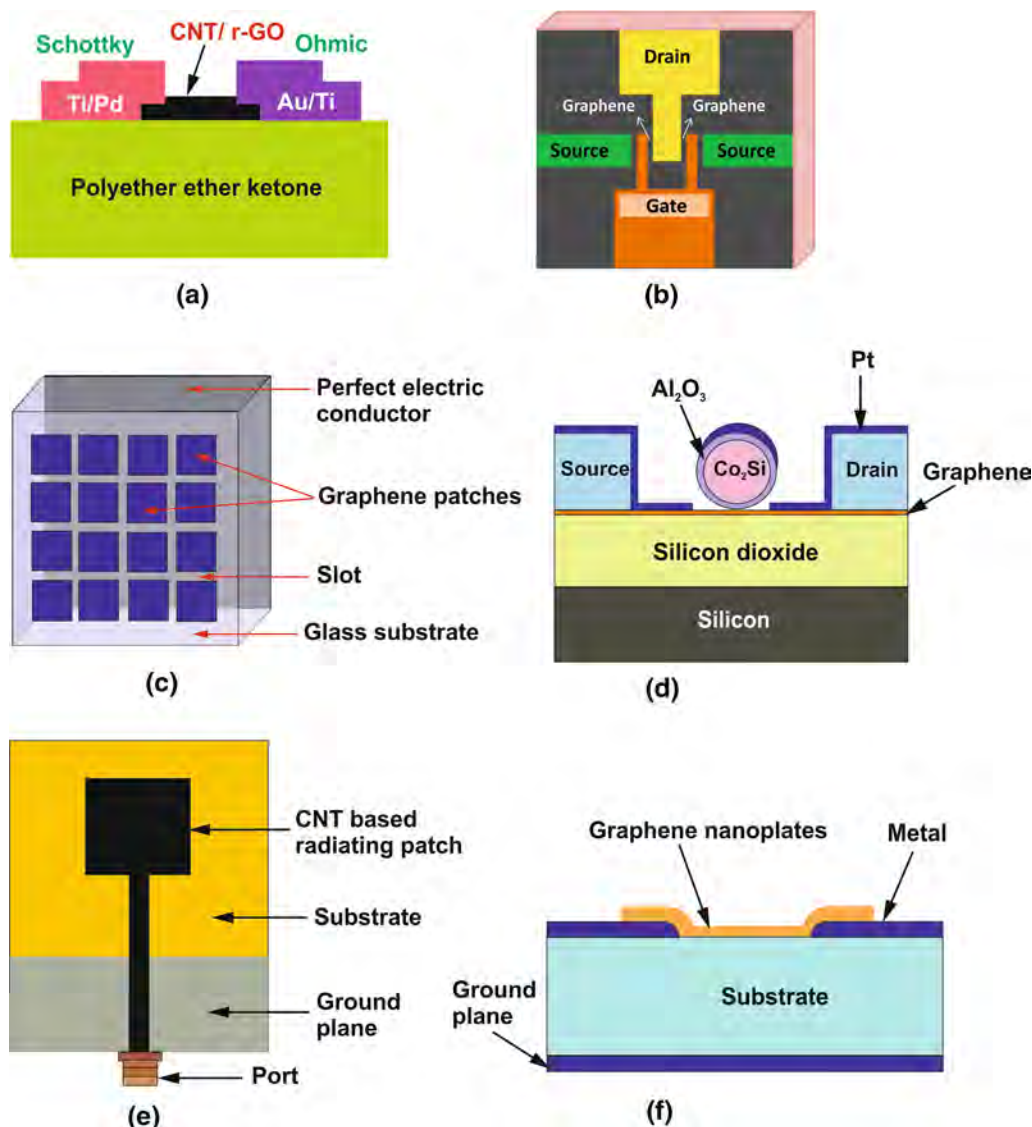 CNT/ r-GO
Schottky
Ohmic
Ti/Pd
Au/Ti
Polyether ether ketone
(a)
Drain
Graphene
Graphene
Source
Source
Gate
(b)
Perfect electric
conductor
Graphene patches
Slot
Glass substrate
(c)
Pt
Al₂O₃
Source
Co₂Si
Drain
Graphene
Silicon dioxide
Silicon
(d)
CNT based
radiating patch
Substrate
Ground
plane
Port
(e)
Graphene nanoplates
Metal
Substrate
Ground
plane
(f)